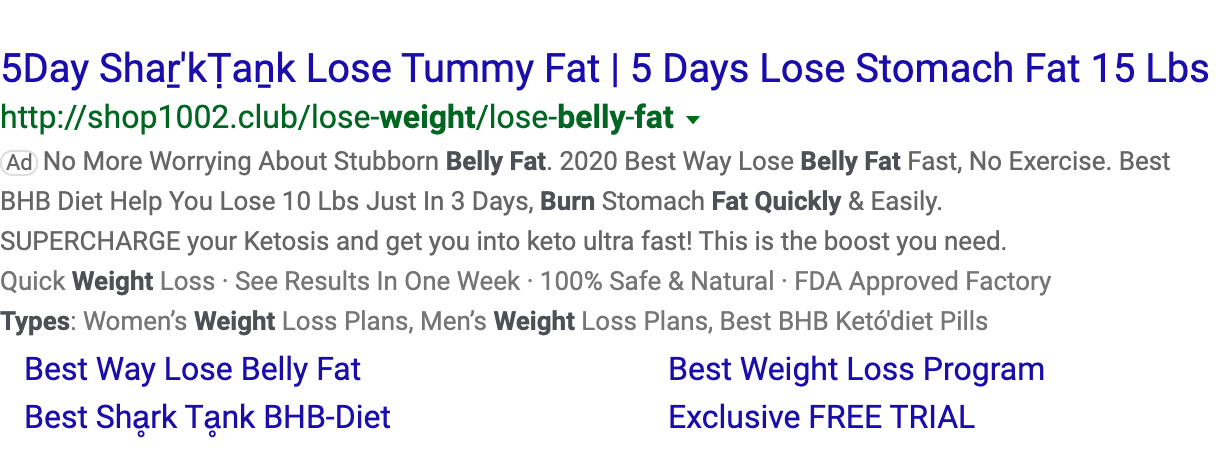 5Day Shaṟ'kṬaṉk Lose Tummy Fat | 5 Days Lose Stomach Fat 15 Lbs
http://shop1002.club/lose-weight/lose-belly-fat
Ad No More Worrying About Stubborn Belly Fat. 2020 Best Way Lose Belly Fat Fast, No Exercise. Best
BHB Diet Help You Lose 10 Lbs Just In 3 Days, Burn Stomach Fat Quickly & Easily.
SUPERCHARGE your Ketosis and get you into keto ultra fast! This is the boost you need.
Quick Weight Loss · See Results In One Week · 100% Safe & Natural · FDA Approved Factory
Types: Women’s Weight Loss Plans, Men’s Weight Loss Plans, Best BHB Ketó'diet Pills
Best Way Lose Belly Fat
Best Weight Loss Program
Best Shḁrk Tḁnk BHB-Diet
Exclusive FREE TRIAL